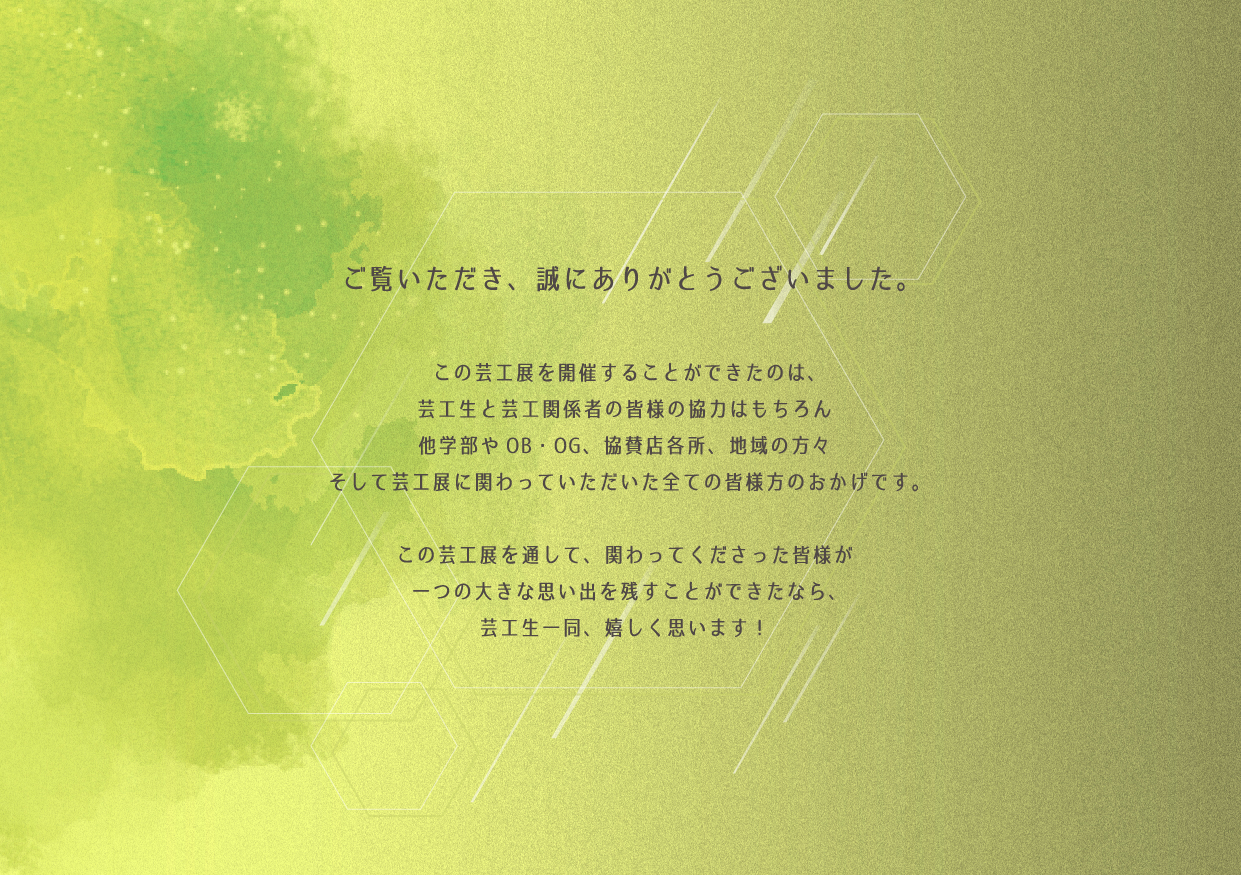 ご覧いただき、誠にありがとうございました。
この芸工展を開催することができたのは、
芸工生と芸工関係者の皆様の協力はもちろん
他学部や OB・OG、協賛店各所、地域の方々
そして芸工展に関わっていただいた全ての皆様方のおかげです。
この芸工展を通して、関わってくださった皆様が
一つの大きな思い出を残すことができたなら、
芸工生一同、嬉しく思います！